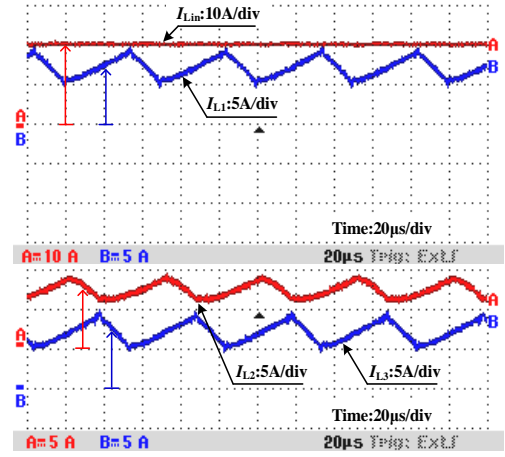 I_Lin:10A/div
A
B
I_L1:5A/div
A
B
Time:20μs/div
A=10 A B=5 A 20μs Trig: Ext⎍
A
A
B
I_L2:5A/div I_L3:5A/div
B
Time:20μs/div
A=5 A B=5 A 20μs Trig: Ext⎍